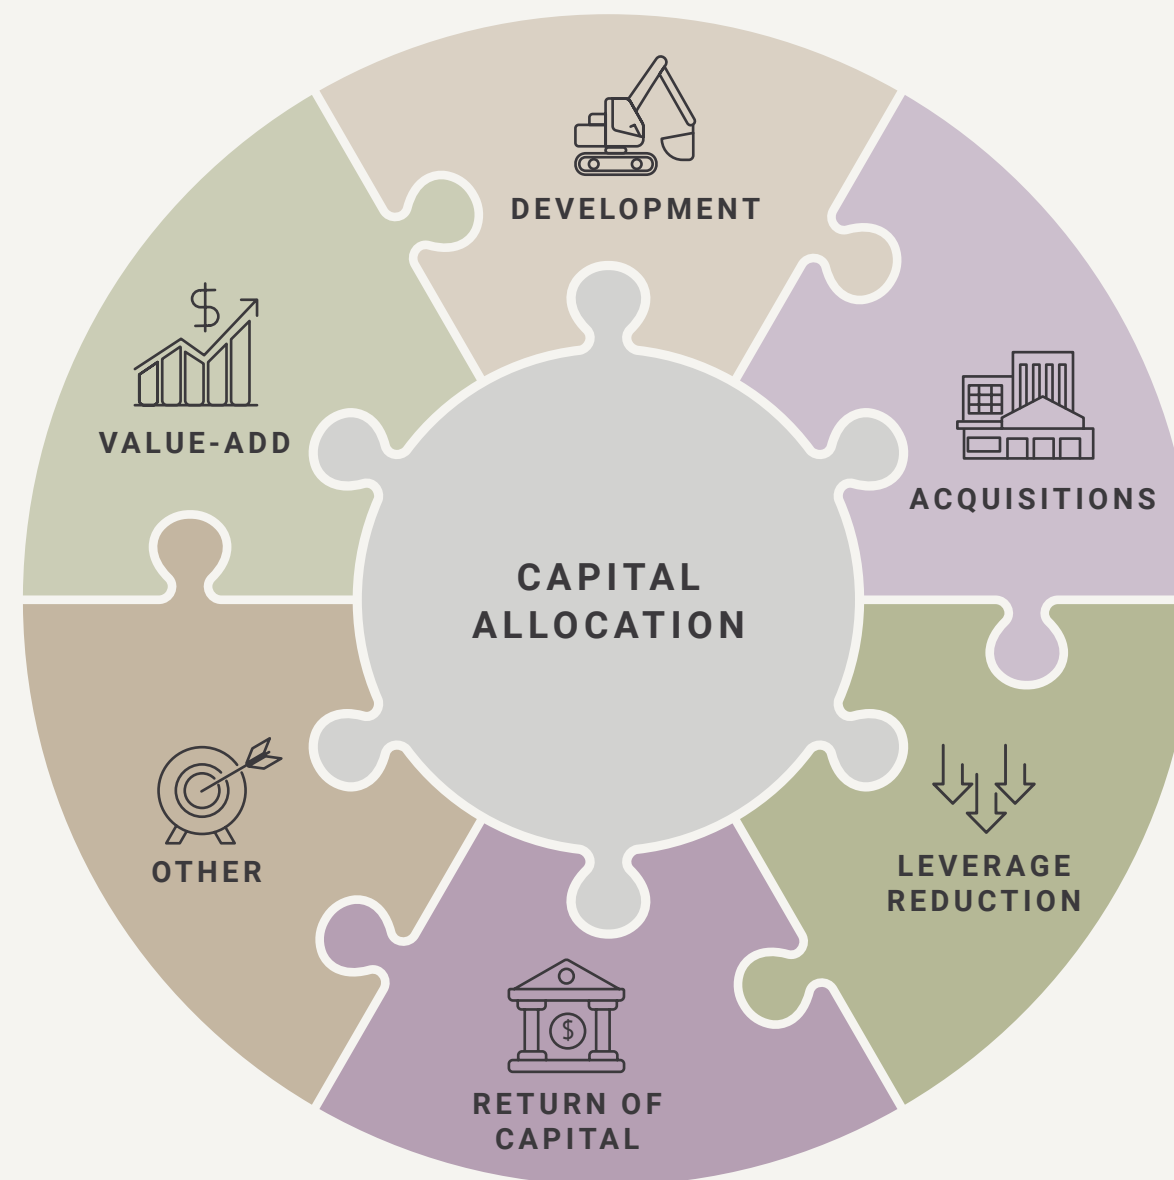 DEVELOPMENT
VALUE-ADD
$
ACQUISITIONS
CAPITAL
ALLOCATION
OTHER
LEVERAGE
REDUCTION
$
RETURN OF
CAPITAL